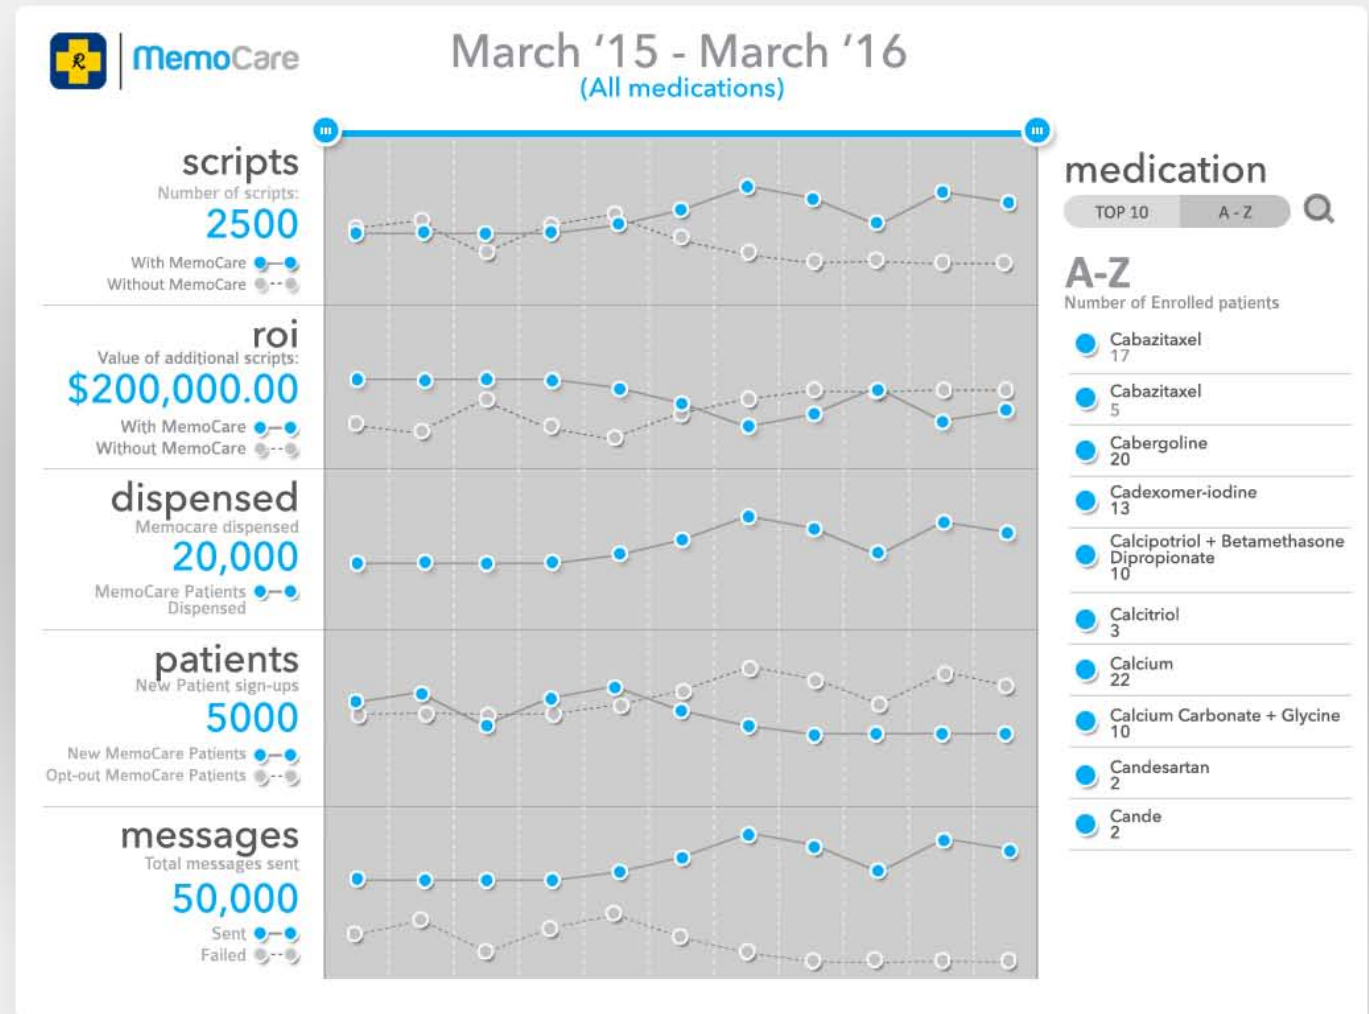 R
MemoCare
March '15 - March '16
(All medications)
scripts
Number of scripts:
2500
With MemoCare
Without MemoCare
roi
Value of additional scripts:
$200,000.00
With MemoCare
Without MemoCare
dispensed
Memocare dispensed
20,000
MemoCare Patients
Dispensed
patients
New Patient sign-ups
5000
New MemoCare Patients
Opt-out MemoCare Patients
messages
Total messages sent
50,000
Sent
Failed
medication
TOP 10
A - Z
A-Z
Number of Enrolled patients
Cabazitaxel
17
Cabazitaxel
5
Cabergoline
20
Cadexomer-iodine
13
Calcipotriol + Betamethasone
Dipropionate
10
Calcitriol
3
Calcium
22
Calcium Carbonate + Glycine
10
Candesartan
2
Cande
2